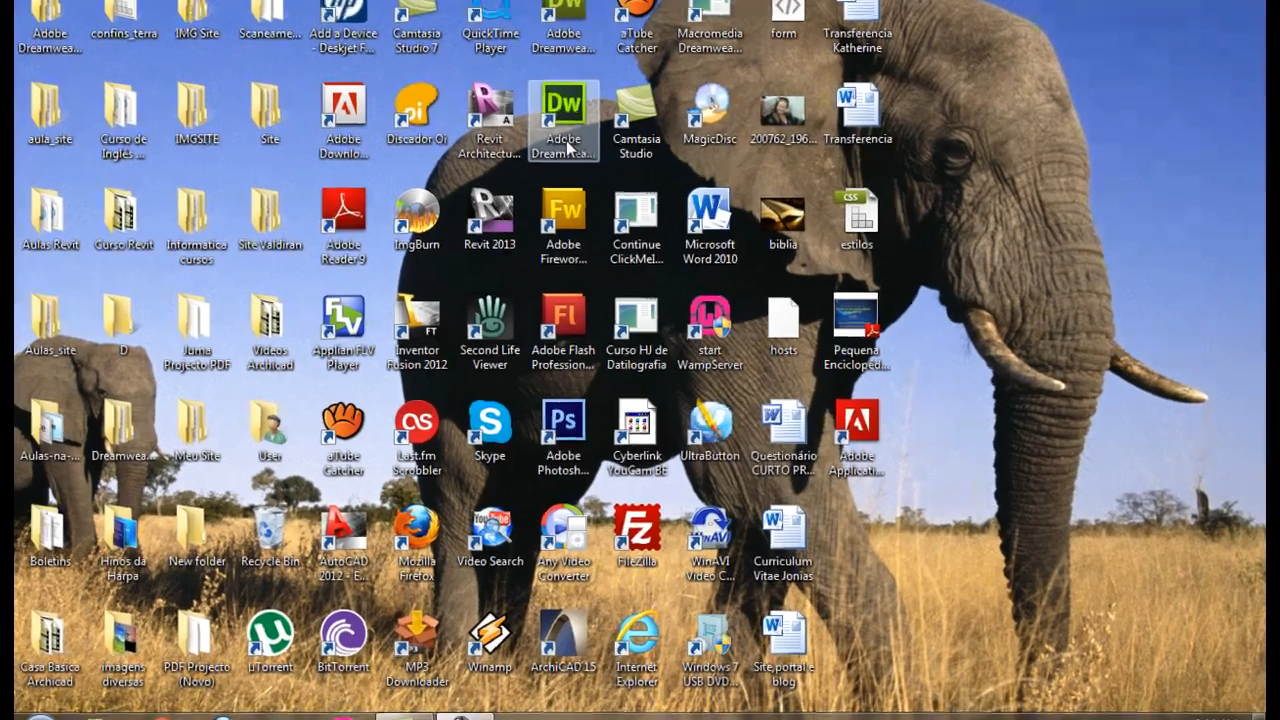 Adobe
Dreamwea...
confins_terra
IMG Site
Scaneame...
Add a Device
- Deskjet F...
Camtasia
Studio 7
QuickTime
Player
Adobe
Dreamwea...
aTube
Catcher
Macromedia
Dreamwe...
form
Transferencia
Katherine
aula_site
Curso de
Inglês ...
IMGSITE
Site
Adobe
Downlo...
Discador Oi
Revit
Architectu...
Adobe
Dreamwea...
Camtasia
Studio
MagicDisc
200762_196...
Transferencia
Aulas Revit
Curso Revit
Informatica
cursos
Site Valdiran
Adobe
Reader 9
ImgBurn
Revit 2013
Adobe
Firewor...
Continue
ClickMeI...
Microsoft
Word 2010
biblia
estilos
Aulas_site
D
Juma
Projecto PDF
Videos
Archicad
Applian FLV
Player
Inventor
Fusion 2012
Second Life
Viewer
Adobe Flash
Profession...
Curso HJ de
Datilografia
start
WampServer
hosts
Pequena
Encicloped...
Aulas-na-...
Dreamwea...
Meu Site
User
aTube
Catcher
Last.fm
Scrobbler
Skype
Adobe
Photosh...
Cyberlink
YouCam BE
UltraButton
Questionário
CURTO PR...
Adobe
Applicati...
Boletins
Hinos da
Harpa
New folder
Recycle Bin
AutoCAD
2012 - E...
Mozilla
Firefox
Video Search
Any Video
Converter
FileZilla
WinAVI
Video C...
Curriculum
Vitae Jonias
Casa Basica
Archicad
imagens
diversas
PDF Projecto
(Novo)
µTorrent
BitTorrent
MP3
Downloader
Winamp
ArchiCAD 15
Internet
Explorer
Windows 7
USB DVD...
Site,portal e
blog